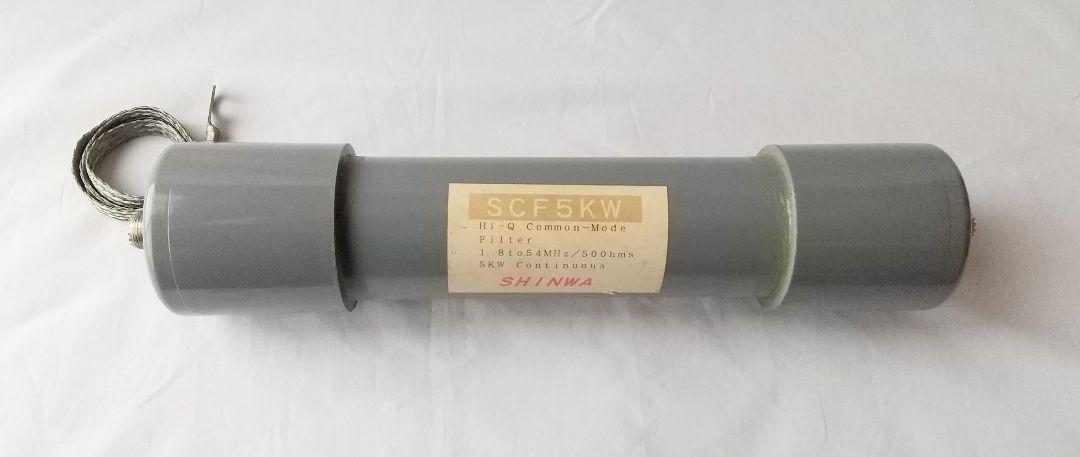 SCF5KW
Hi-Q Common-Mode
Filter
1.8to54MHz/50Ohms
5KW Continuous
SHINWA